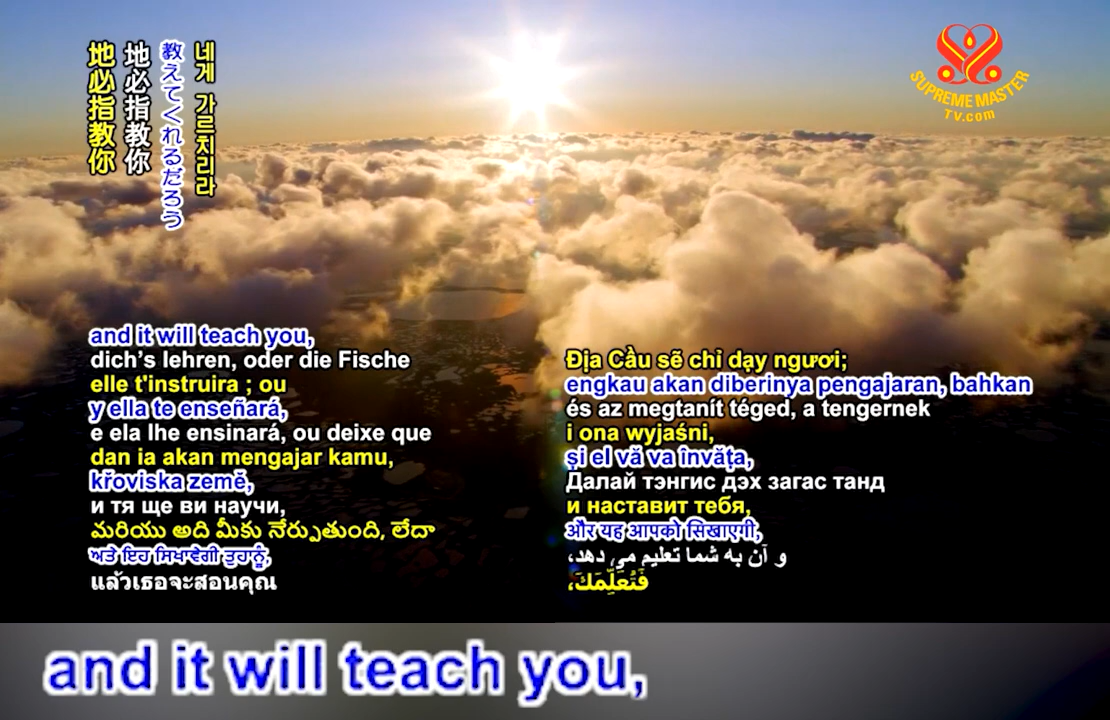 네게 가르치리라
教えてくれるだろう
地必指教你
地必指教你
SUPREME MASTER
TV.com
and it will teach you,
dich's lehren, oder die Fische
elle t'instruira ; ou
y ella te enseñará,
e ela lhe ensinará, ou deixe que
dan ia akan mengajar kamu,
křoviska země,
и тя ще ви научи,
మరియు అది మీకు నేర్పుతుంది, లేదా
ਅਤੇ ਇਹ ਸਿਖਾਵੇਗੀ ਤੁਹਾਨੂੰ,
แล้วเธอจะสอนคุณ
Địa Cầu sẽ chỉ dạy ngươi;
engkau akan diberinya pengajaran, bahkan
és az megtanít téged, a tengernek
i ona wyjaśni,
și el vă va învăța,
Далай тэнгис дэх загас танд
и наставит тебя,
और यह आपको सिखाएगी,
و آن به شما تعلیم می دهد،
فَتُعَلِّمَكَ،
and it will teach you,